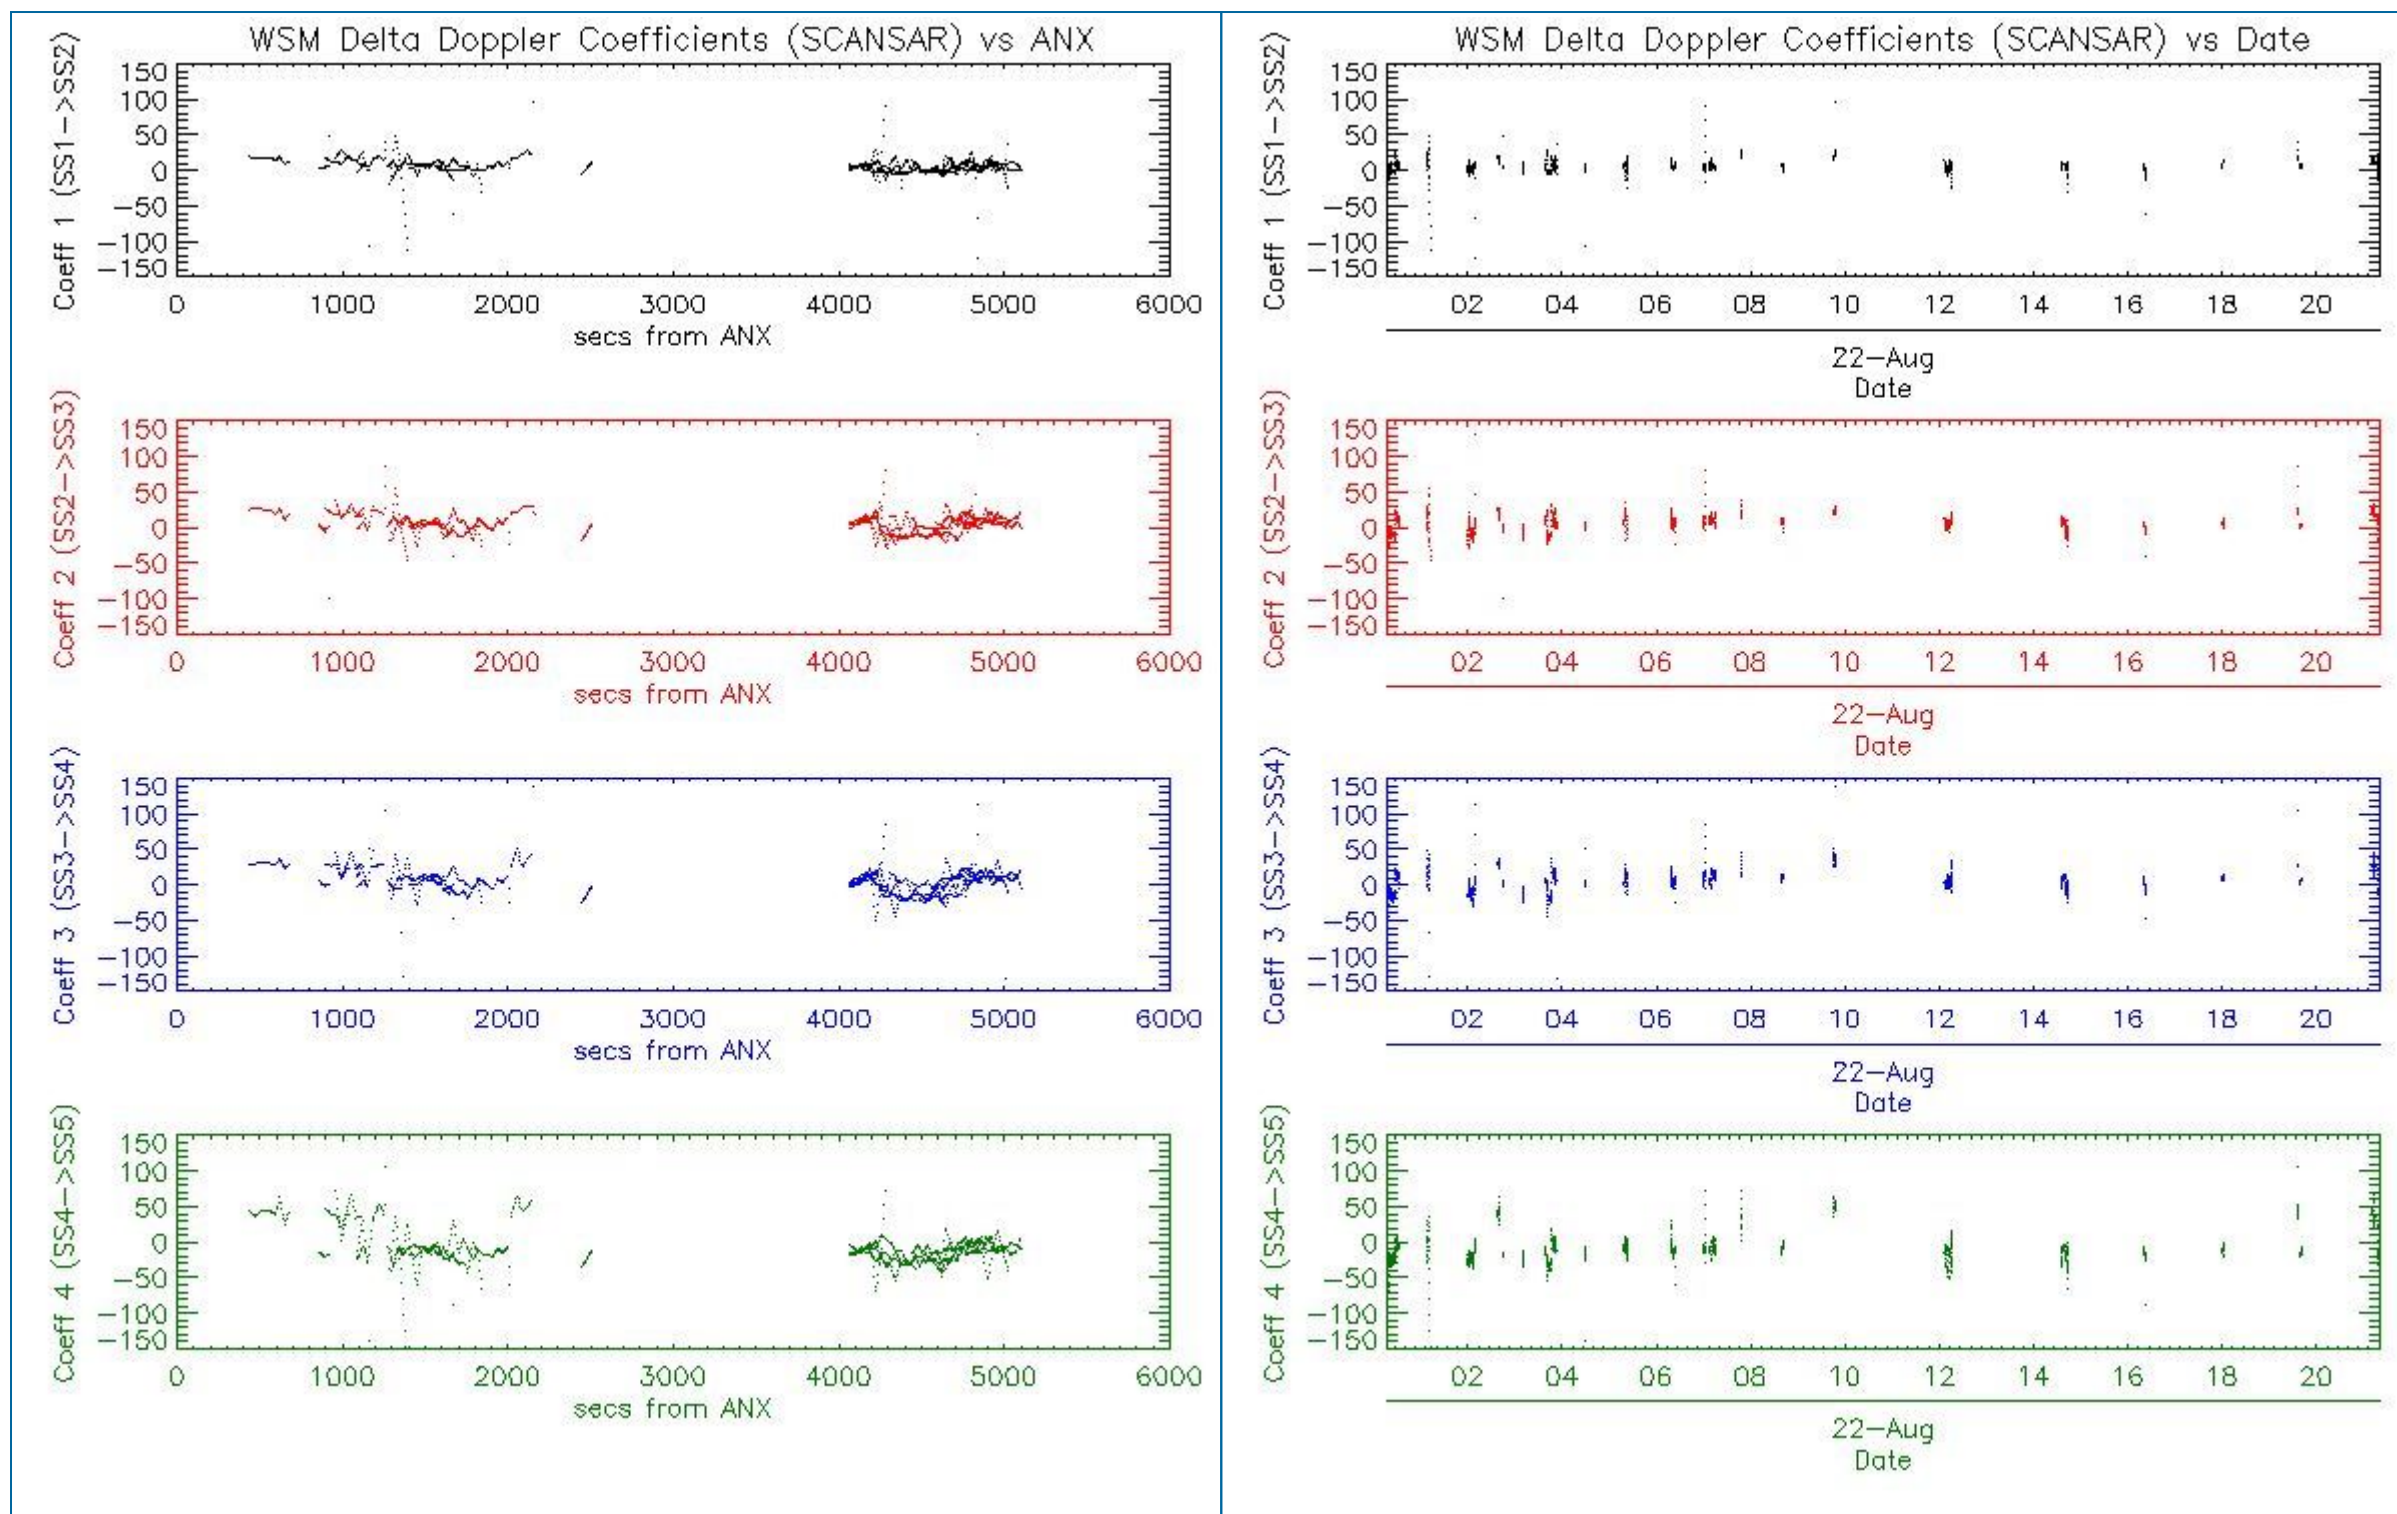 WSM Delta Doppler Coefficients (SCANSAR) vs ANX
Coeff 1 (SS1->SS2)
150
100
50
0
-50
-100
-150
0 1000 2000 3000 4000 5000 6000
secs from ANX
Coeff 2 (SS2->SS3)
150
100
50
0
-50
-100
-150
0 1000 2000 3000 4000 5000 6000
secs from ANX
Coeff 3 (SS3->SS4)
150
100
50
0
-50
-100
-150
0 1000 2000 3000 4000 5000 6000
secs from ANX
Coeff 4 (SS4->SS5)
150
100
50
0
-50
-100
-150
0 1000 2000 3000 4000 5000 6000
secs from ANX
WSM Delta Doppler Coefficients (SCANSAR) vs Date
Coeff 1 (SS1->SS2)
150
100
50
0
-50
-100
-150
02 04 06 08 10 12 14 16 18 20
22-Aug
Date
Coeff 2 (SS2->SS3)
150
100
50
0
-50
-100
-150
02 04 06 08 10 12 14 16 18 20
22-Aug
Date
Coeff 3 (SS3->SS4)
150
100
50
0
-50
-100
-150
02 04 06 08 10 12 14 16 18 20
22-Aug
Date
Coeff 4 (SS4->SS5)
150
100
50
0
-50
-100
-150
02 04 06 08 10 12 14 16 18 20
22-Aug
Date